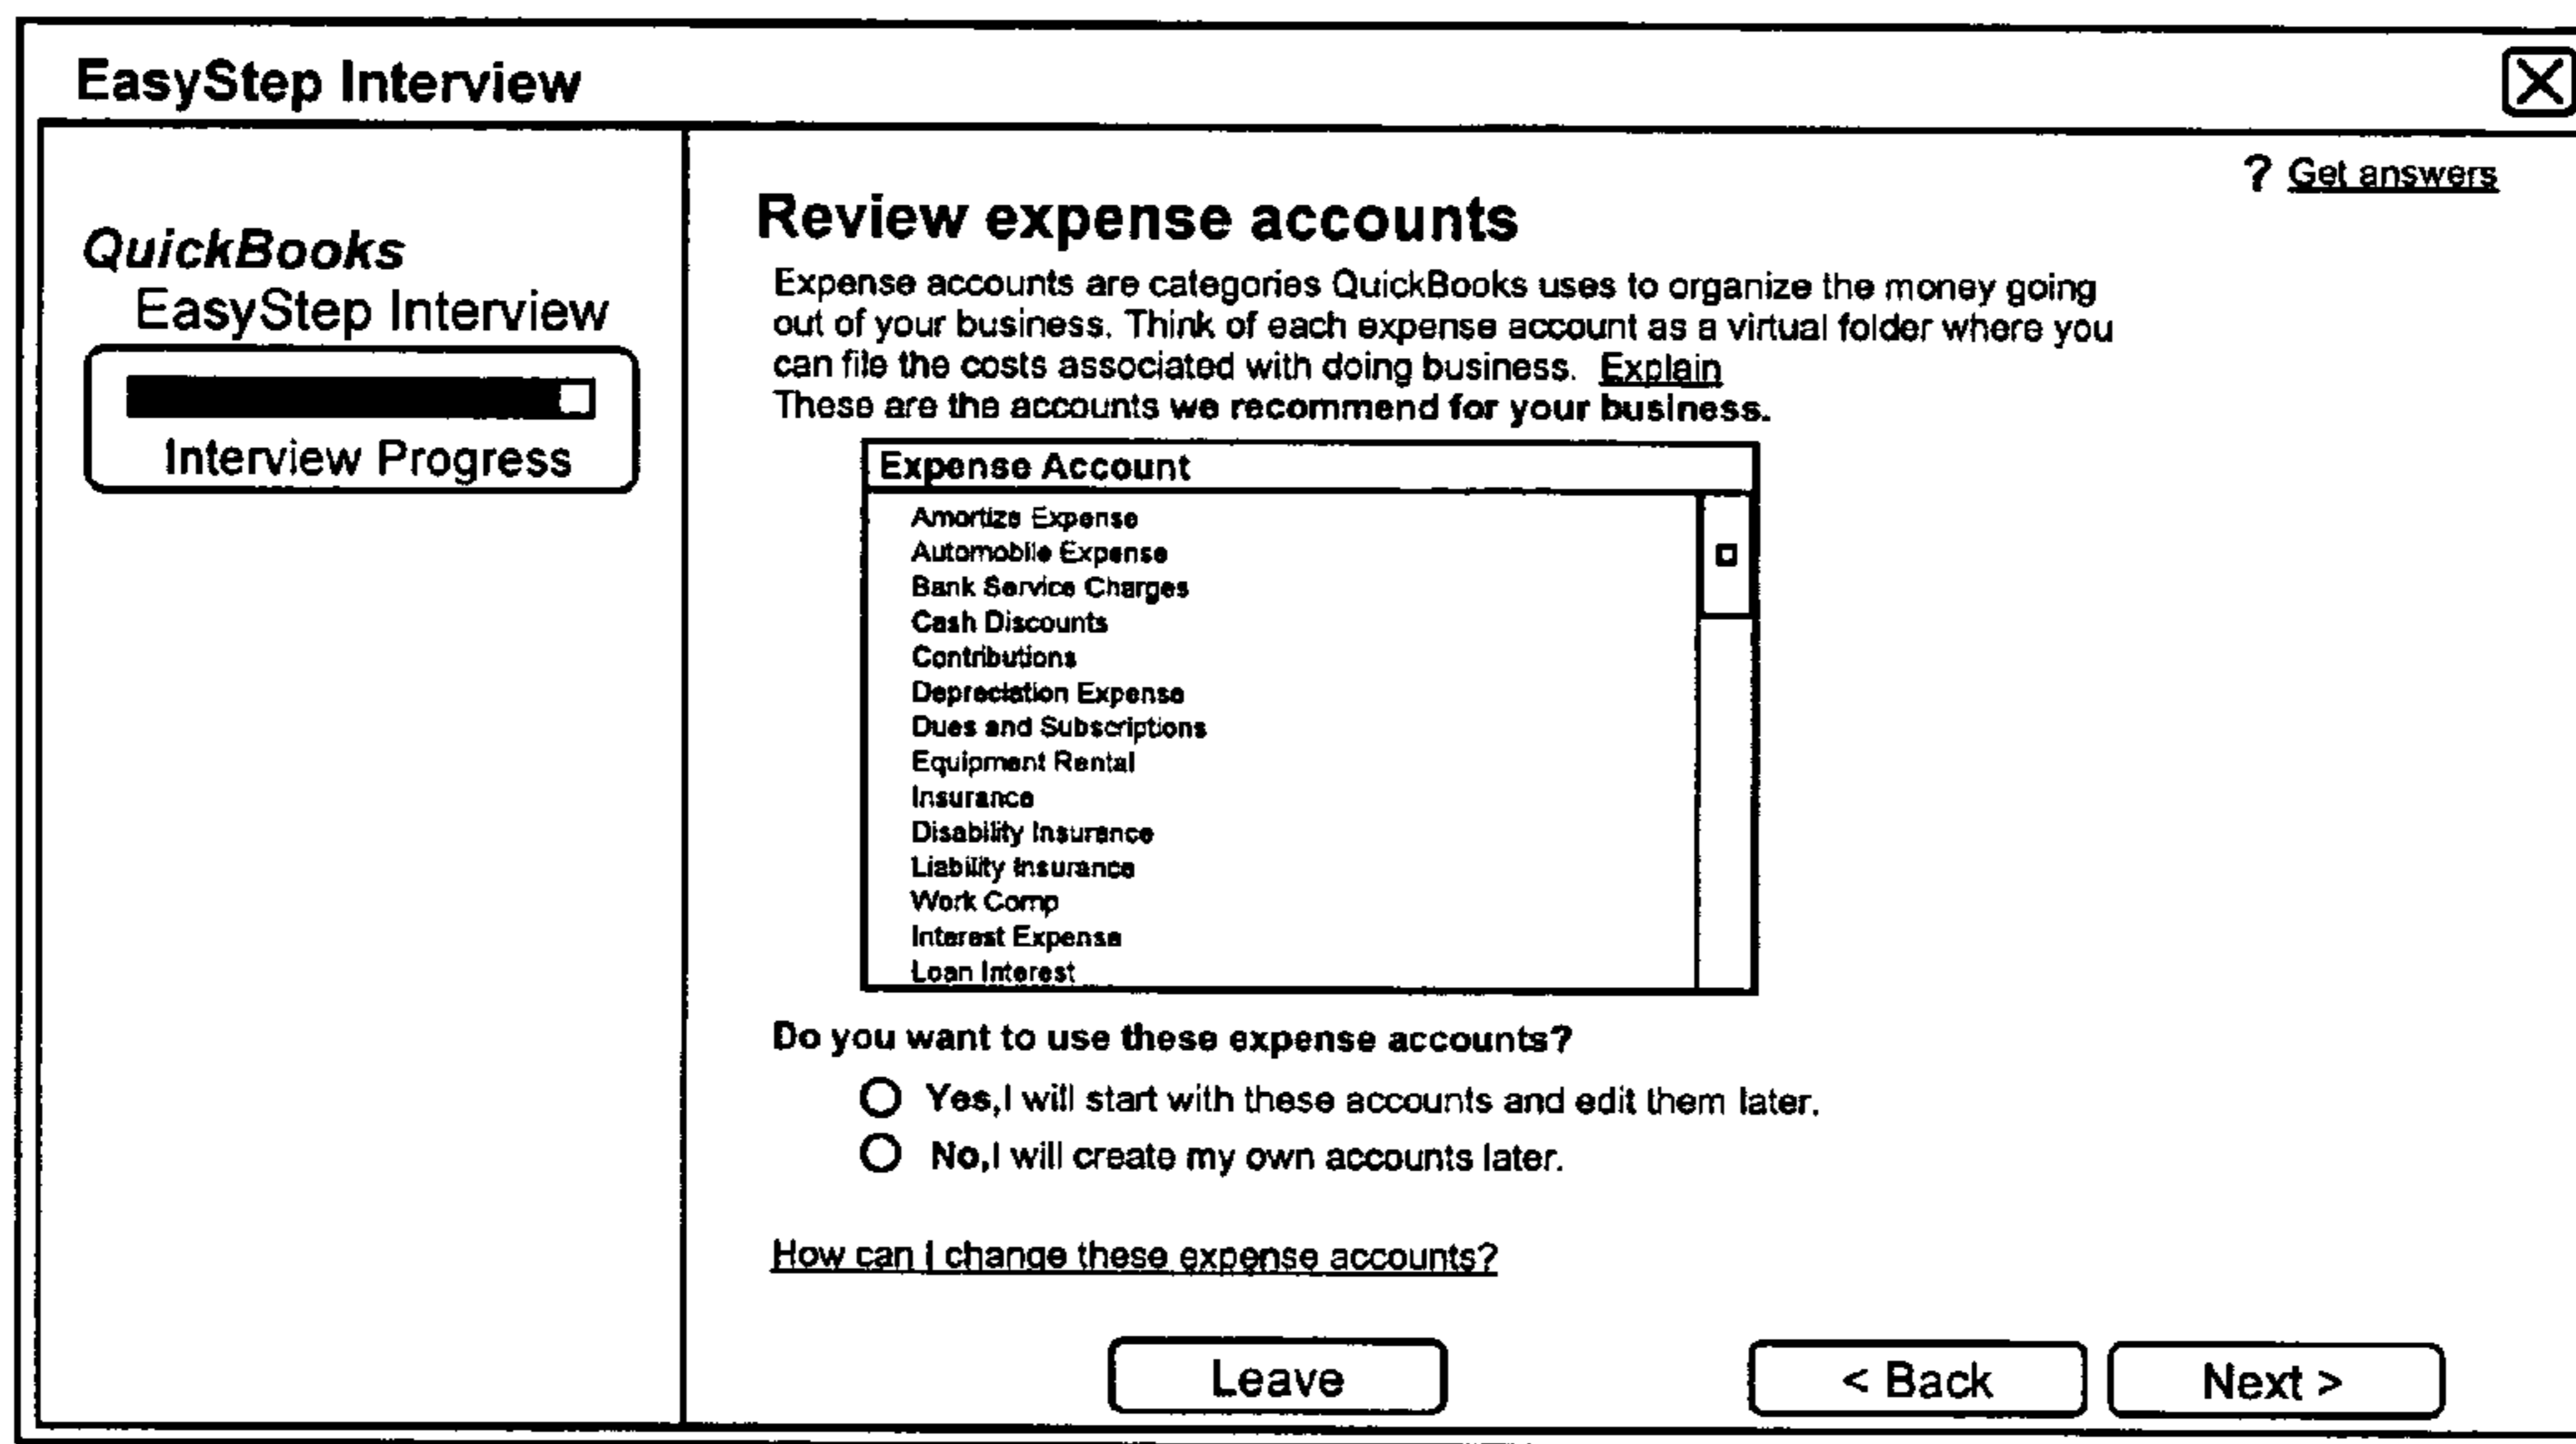 EasyStep Interview
? Get answers
QuickBooks
EasyStep Interview
Interview Progress
Review expense accounts
Expense accounts are categories QuickBooks uses to organize the money going
out of your business. Think of each expense account as a virtual folder where you
can file the costs associated with doing business. Explain
These are the accounts we recommend for your business.
Expense Account
Amortize Expense
Automobile Expense
Bank Service Charges
Cash Discounts
Contributions
Depreciation Expense
Dues and Subscriptions
Equipment Rental
Insurance
Disability Insurance
Liability Insurance
Work Comp
Interest Expense
Loan Interest
Do you want to use these expense accounts?
Yes,I will start with these accounts and edit them later.
No,I will create my own accounts later.
How can I change these expense accounts?
Leave
< Back
Next >